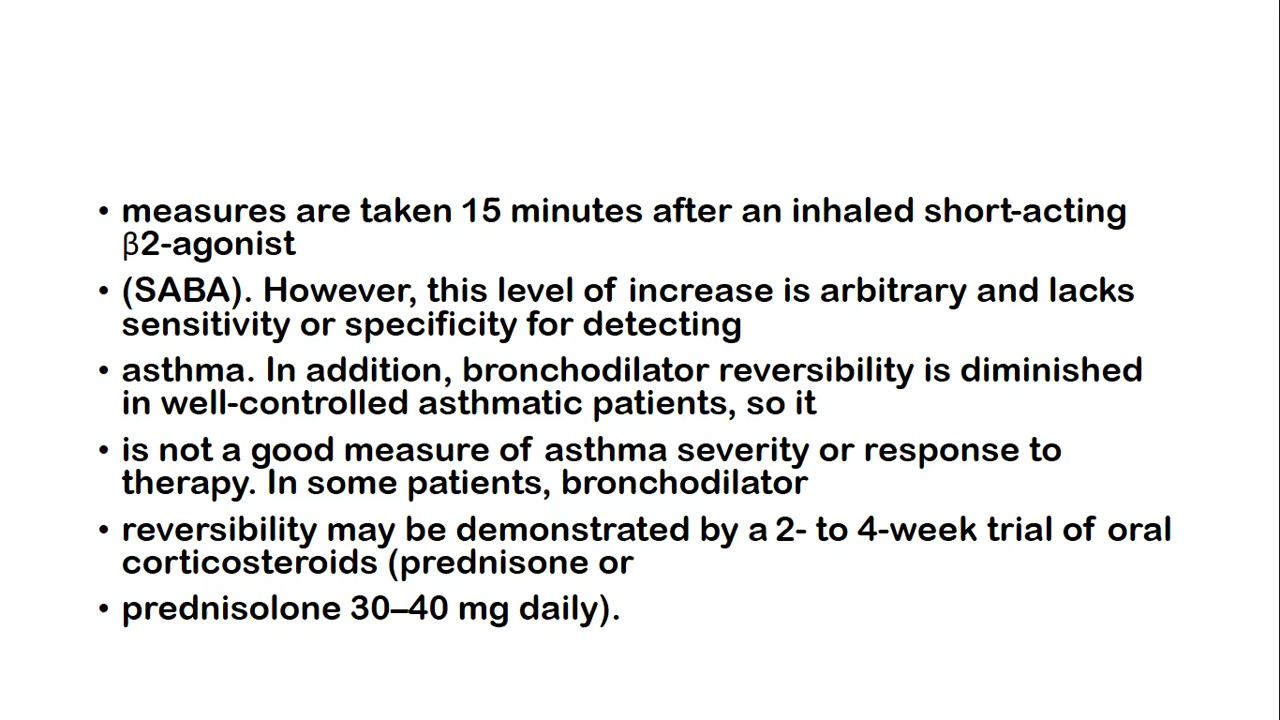 • measures are taken 15 minutes after an inhaled short-acting
β2-agonist
• (SABA). However, this level of increase is arbitrary and lacks
sensitivity or specificity for detecting
• asthma. In addition, bronchodilator reversibility is diminished
in well-controlled asthmatic patients, so it
• is not a good measure of asthma severity or response to
therapy. In some patients, bronchodilator
• reversibility may be demonstrated by a 2- to 4-week trial of oral
corticosteroids (prednisone or
• prednisolone 30–40 mg daily).